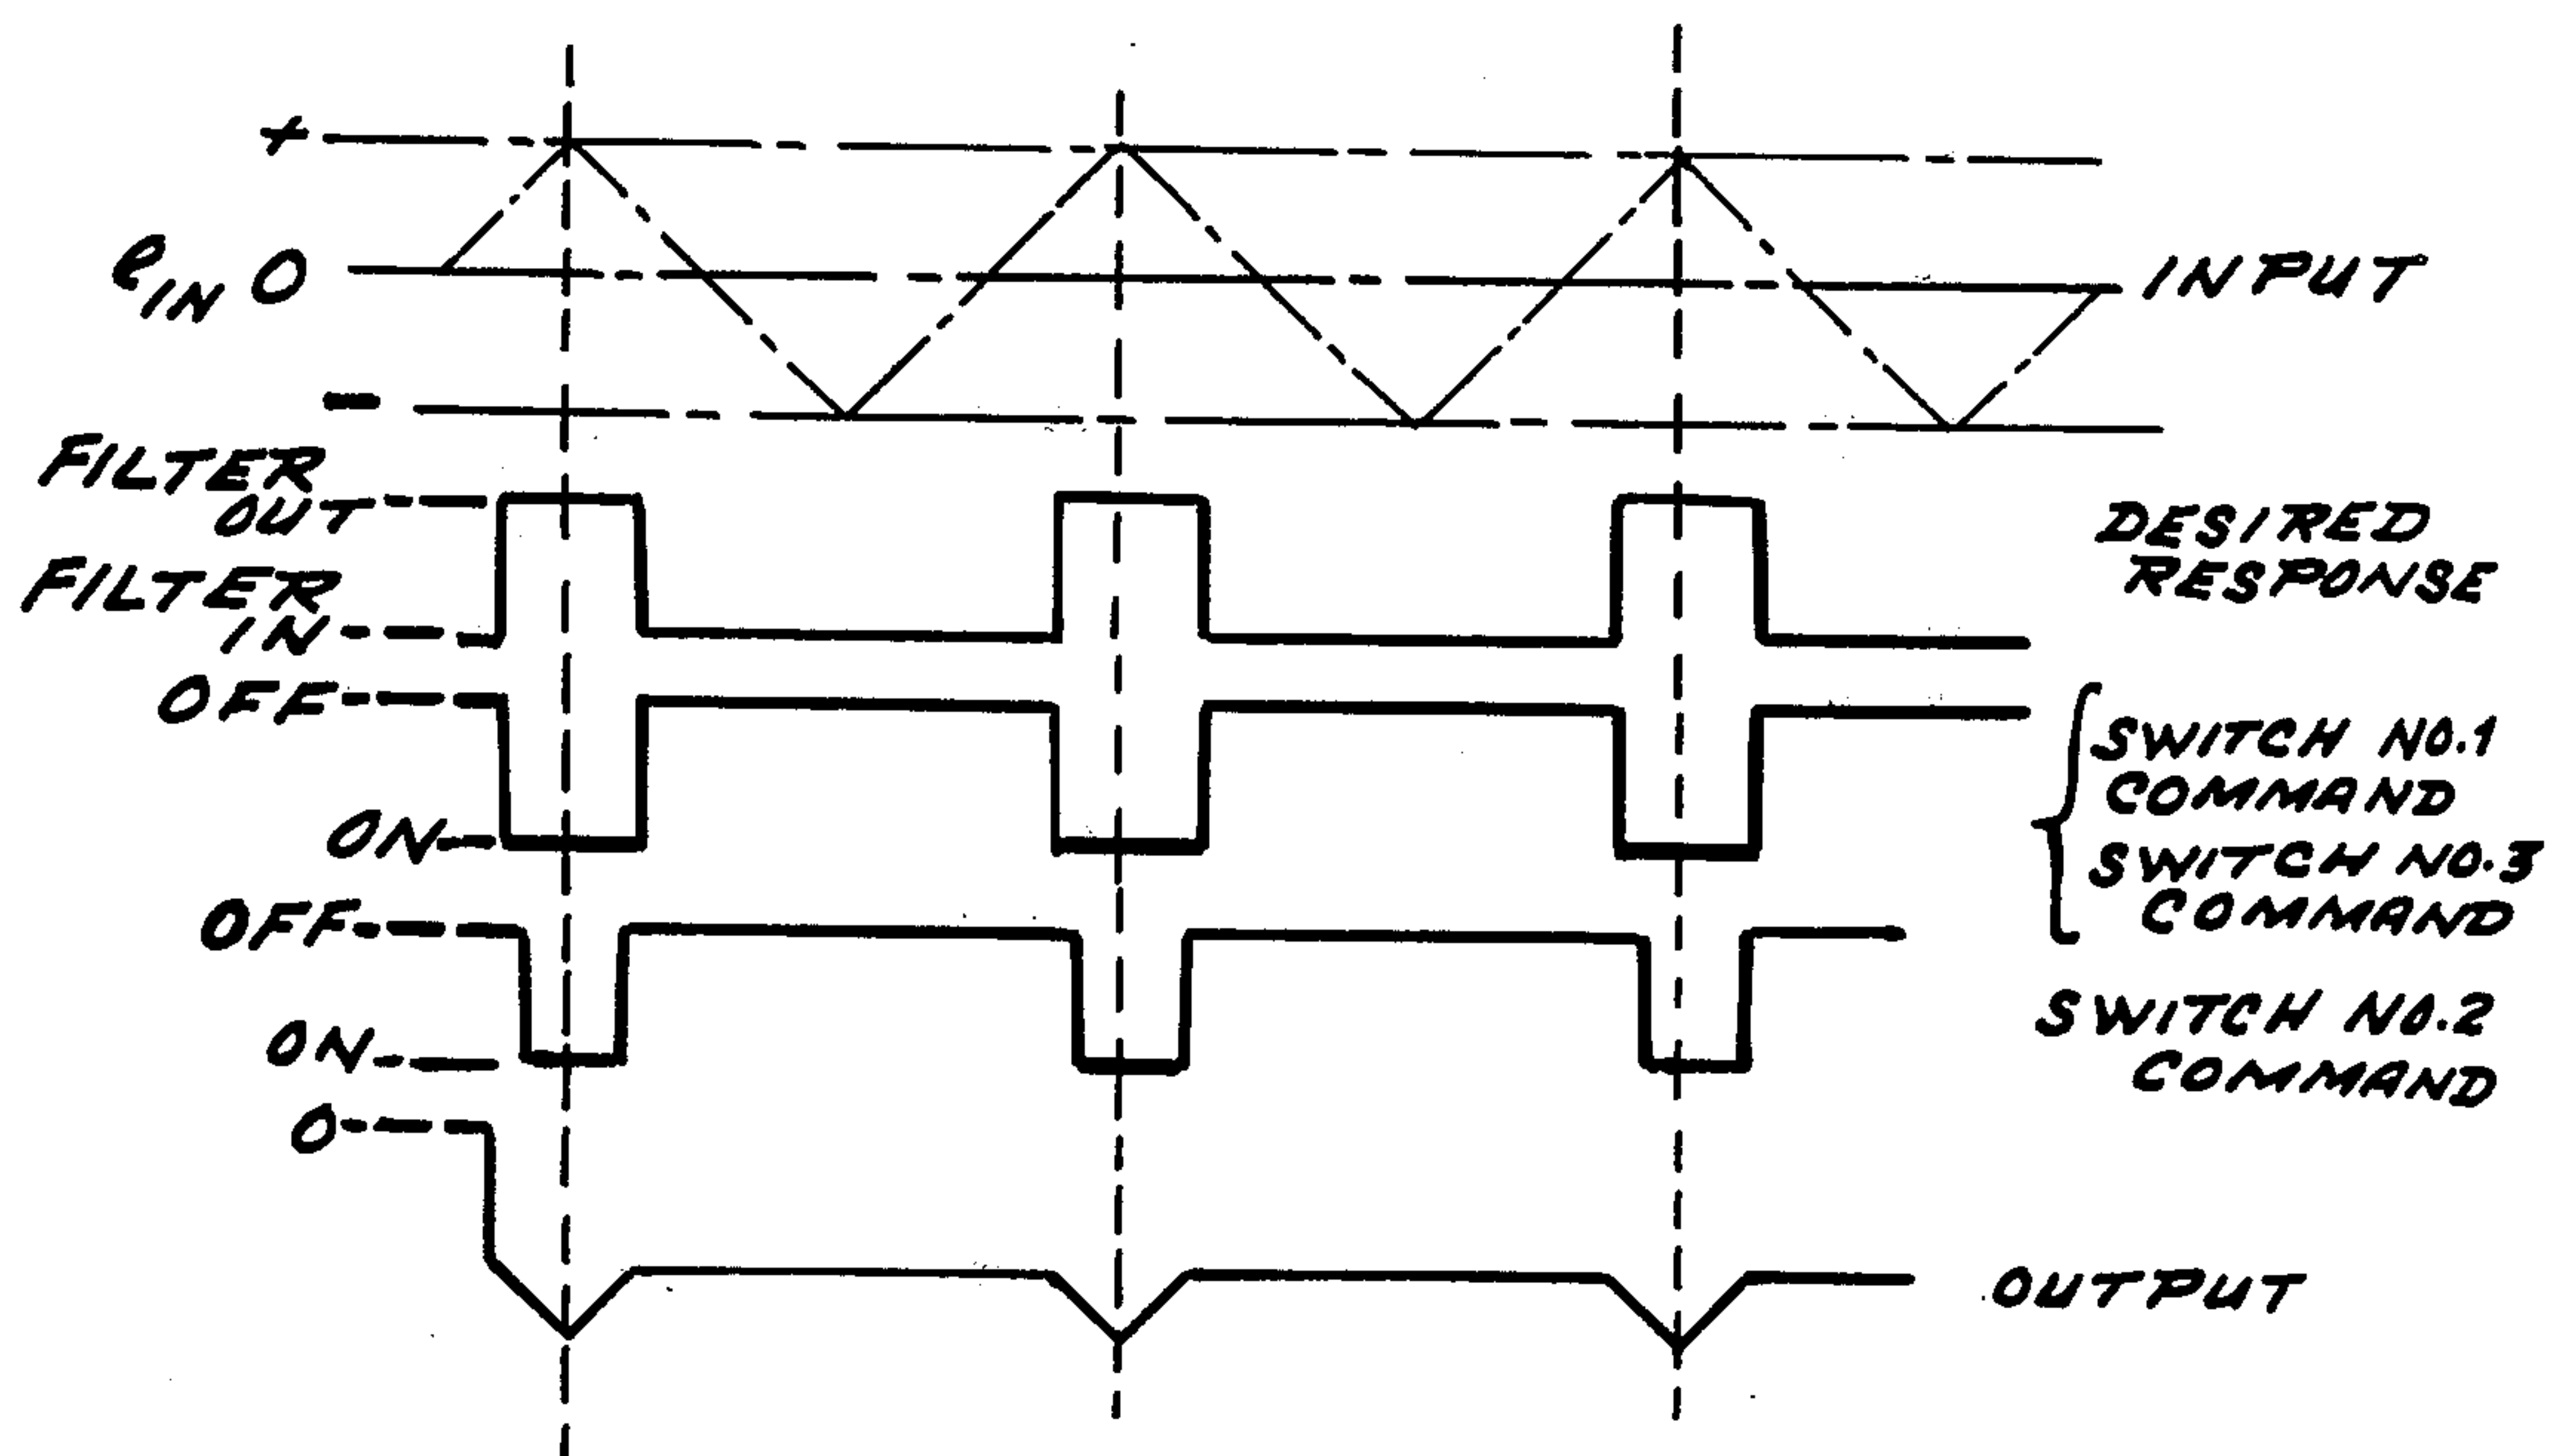 +
e_IN 0
INPUT
-
FILTER
OUT
DESIRED
RESPONSE
FILTER
IN
OFF
SWITCH NO.1
COMMAND
ON
SWITCH NO.3
COMMAND
OFF
SWITCH NO.2
COMMAND
ON
0
OUTPUT